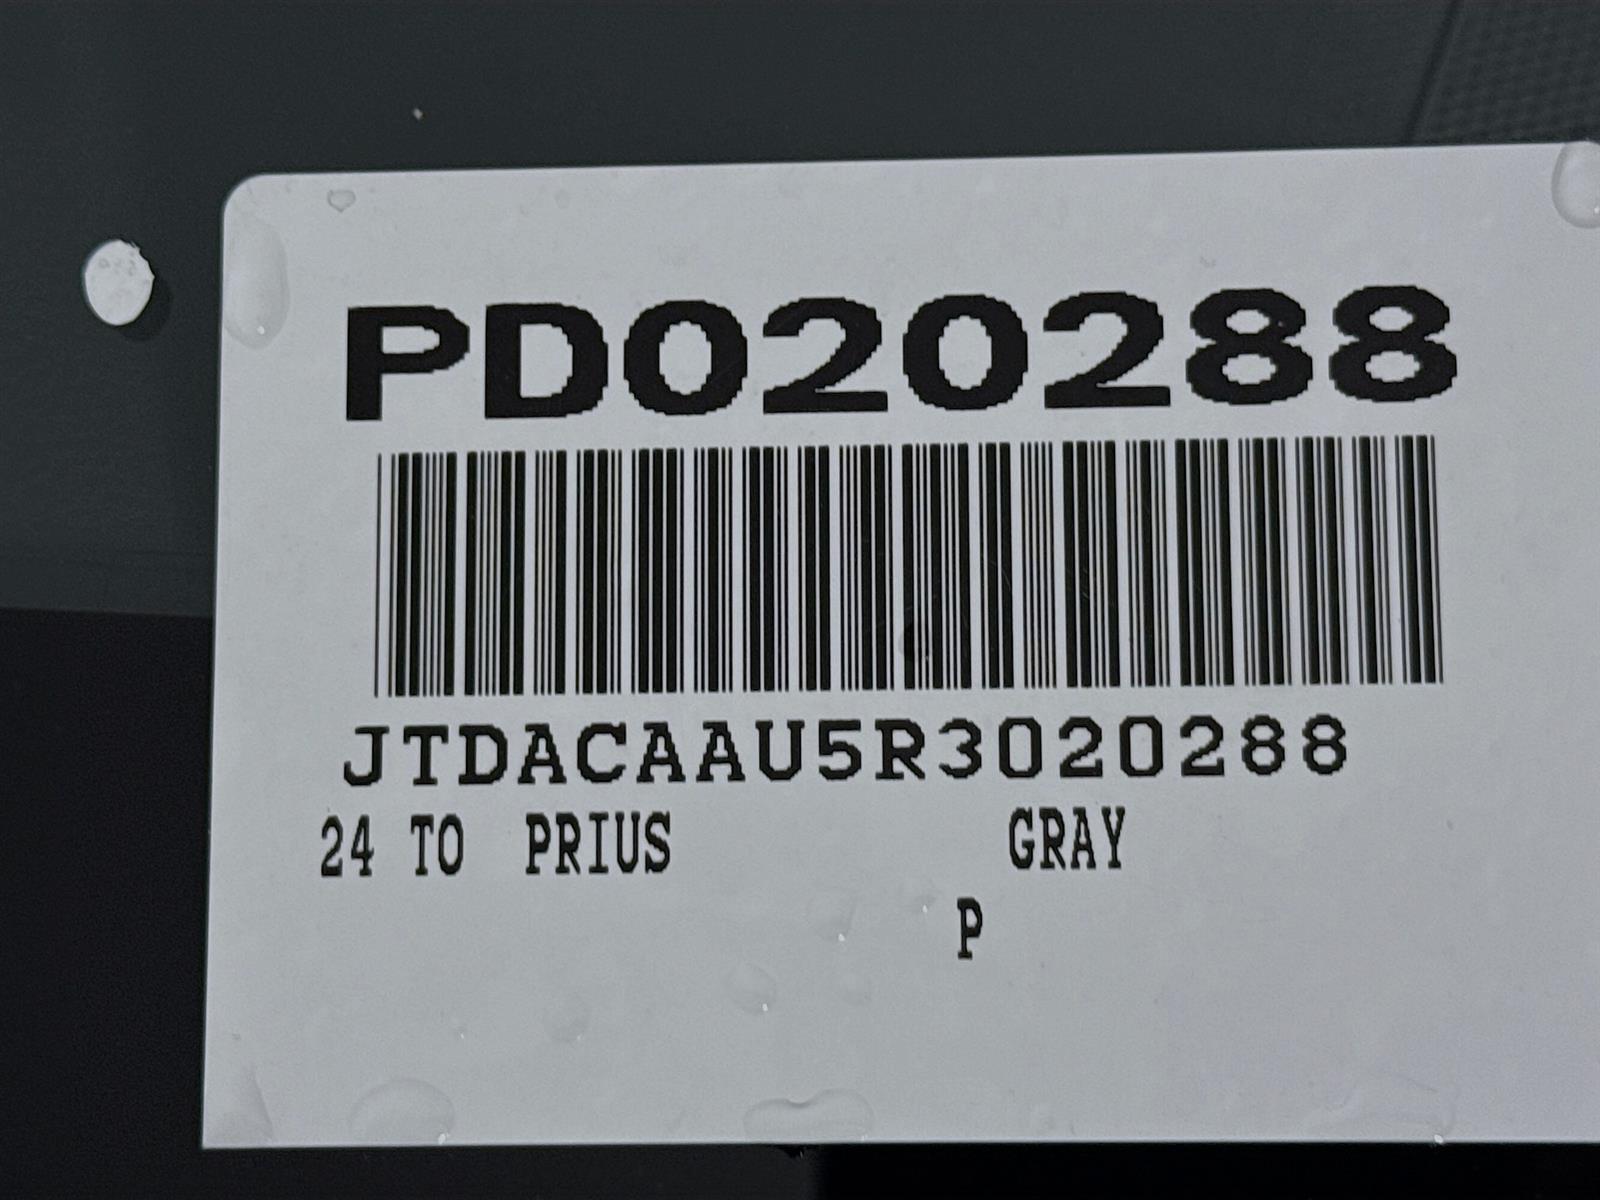 PD020288
JTDACAAU5R3020288
24 TO PRIUS GRAY
P